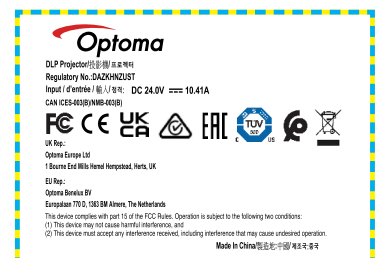 Optoma
DLP Projector/投影機/프로젝터
Regulatory No.:DAZKHNZUST
Input / d'entrée / 輸入/정격: DC 24.0V ⎓ 10.41A
CAN ICES-003(B)/NMB-003(B)
FC CE UK CA EAC TÜV SÜD C US
UK Rep.:
Optoma Europe Ltd
1 Bourne End Mills Hemel Hempstead, Herts, UK
EU Rep.:
Optoma Benelux BV
Europalaan 770 D, 1363 BM Almere, The Netherlands
This device complies with part 15 of the FCC Rules. Operation is subject to the following two conditions:
(1) This device may not cause harmful interference, and
(2) This device must accept any interference received, including interference that may cause undesired operation.
Made In China/製造地:中國/제조국:중국